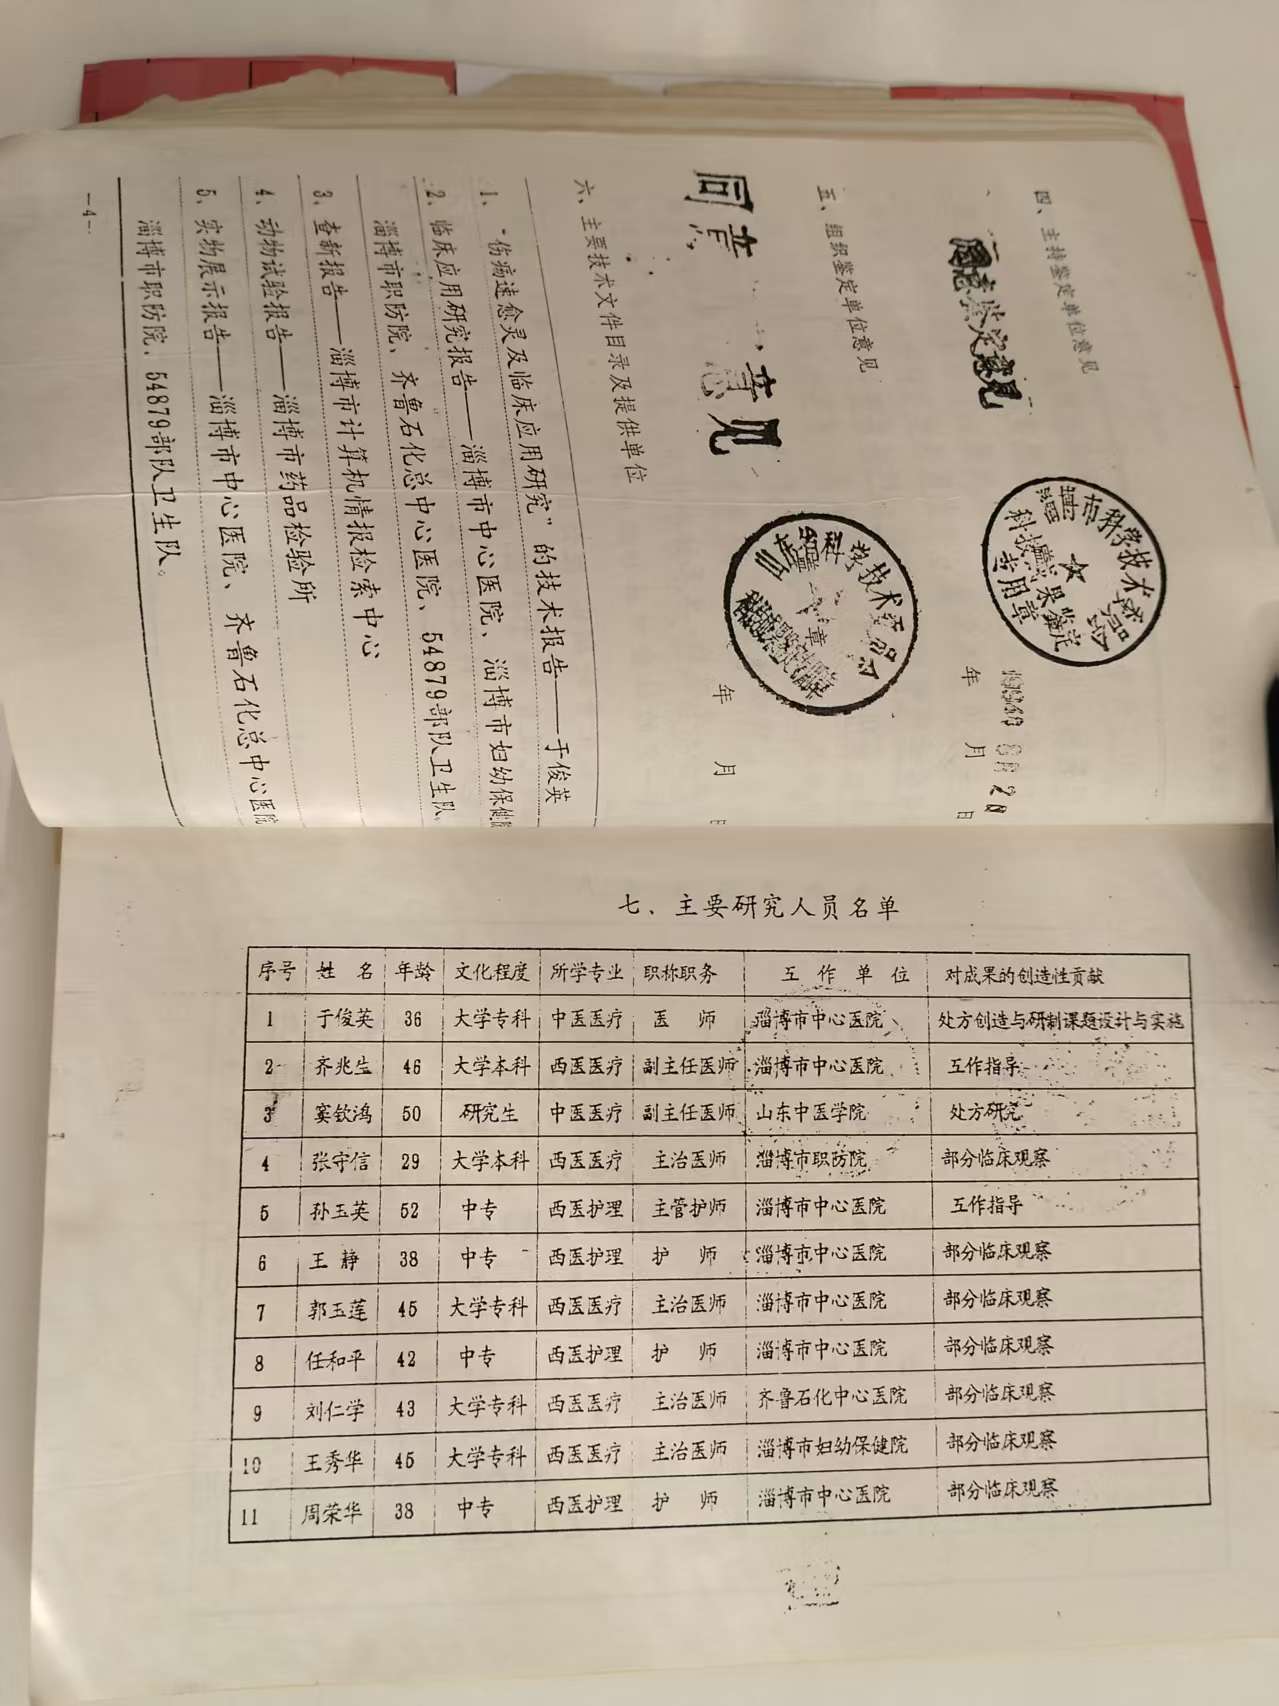 四、主持鉴定单位意见
同意鉴定意见
淄博市科学技术委员会
科技成果鉴定
专用章
年 月 日
五、组织鉴定单位意见
同意 意见
科学技术委员会
年 月 日
六、主要技术文件目录及提供单位
1、“伤疡速愈灵及临床应用研究”的技术报告——于俊英
2、临床应用研究报告——淄博市中心医院、淄博市妇幼保健院
淄博市职防院、齐鲁石化总中心医院、54879部队卫生队。
3、查新报告——淄博市计算机情报检索中心
4、动物试验报告——淄博市药品检验所
5、实物展示报告——淄博市中心医院、齐鲁石化总中心医院
淄博市职防院、54879部队卫生队。
—4—
七、主要研究人员名单
序号 姓 名 年龄 文化程度 所学专业 职称职务 工 作 单 位 对成果的创造性贡献
1 于俊英 36 大学专科 中医医疗 医 师 淄博市中心医院 处方创造与研制课题设计与实施
2 齐兆生 46 大学本科 西医医疗 副主任医师 淄博市中心医院 工作指导
3 窦钦鸿 50 研究生 中医医疗 副主任医师 山东中医学院 处方研究
4 张守信 29 大学本科 西医医疗 主治医师 淄博市职防院 部分临床观察
5 孙玉英 52 中专 西医护理 主管护师 淄博市中心医院 工作指导
6 王 静 38 中专 西医护理 护 师 淄博市中心医院 部分临床观察
7 郭玉莲 45 大学专科 西医医疗 主治医师 淄博市中心医院 部分临床观察
8 任和平 42 中专 西医护理 护 师 淄博市中心医院 部分临床观察
9 刘仁学 43 大学专科 西医医疗 主治医师 齐鲁石化中心医院 部分临床观察
10 王秀华 45 大学专科 西医医疗 主治医师 淄博市妇幼保健院 部分临床观察
11 周荣华 38 中专 西医护理 护 师 淄博市中心医院 部分临床观察